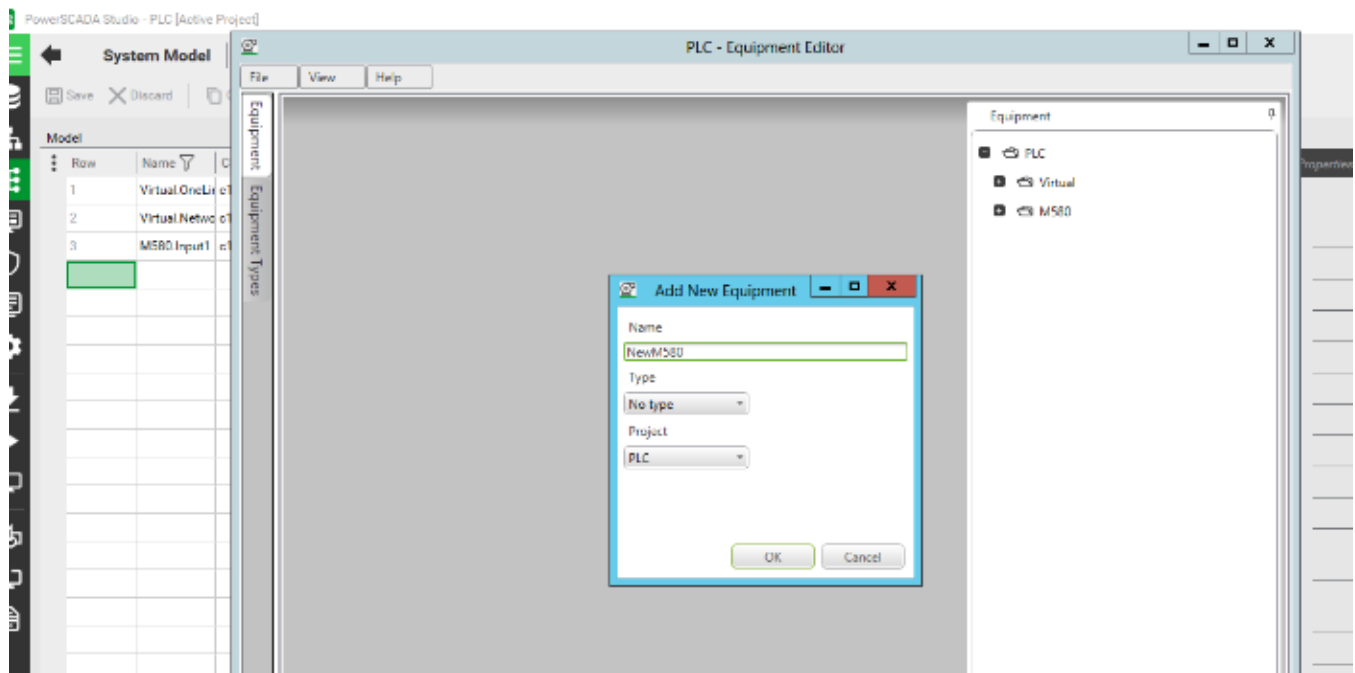 PowerSCADA Studio - PLC [Active Project]
System Model
Save Discard
Model
Row Name
1 Virtual.OneLi
2 Virtual.Netwo
3 M580.Input1
PLC - Equipment Editor
File View Help
Equipment
Equipment Types
Equipment
PLC
Virtual
M580
Add New Equipment
Name
NewM580
Type
No type
Project
PLC
OK Cancel
Properties